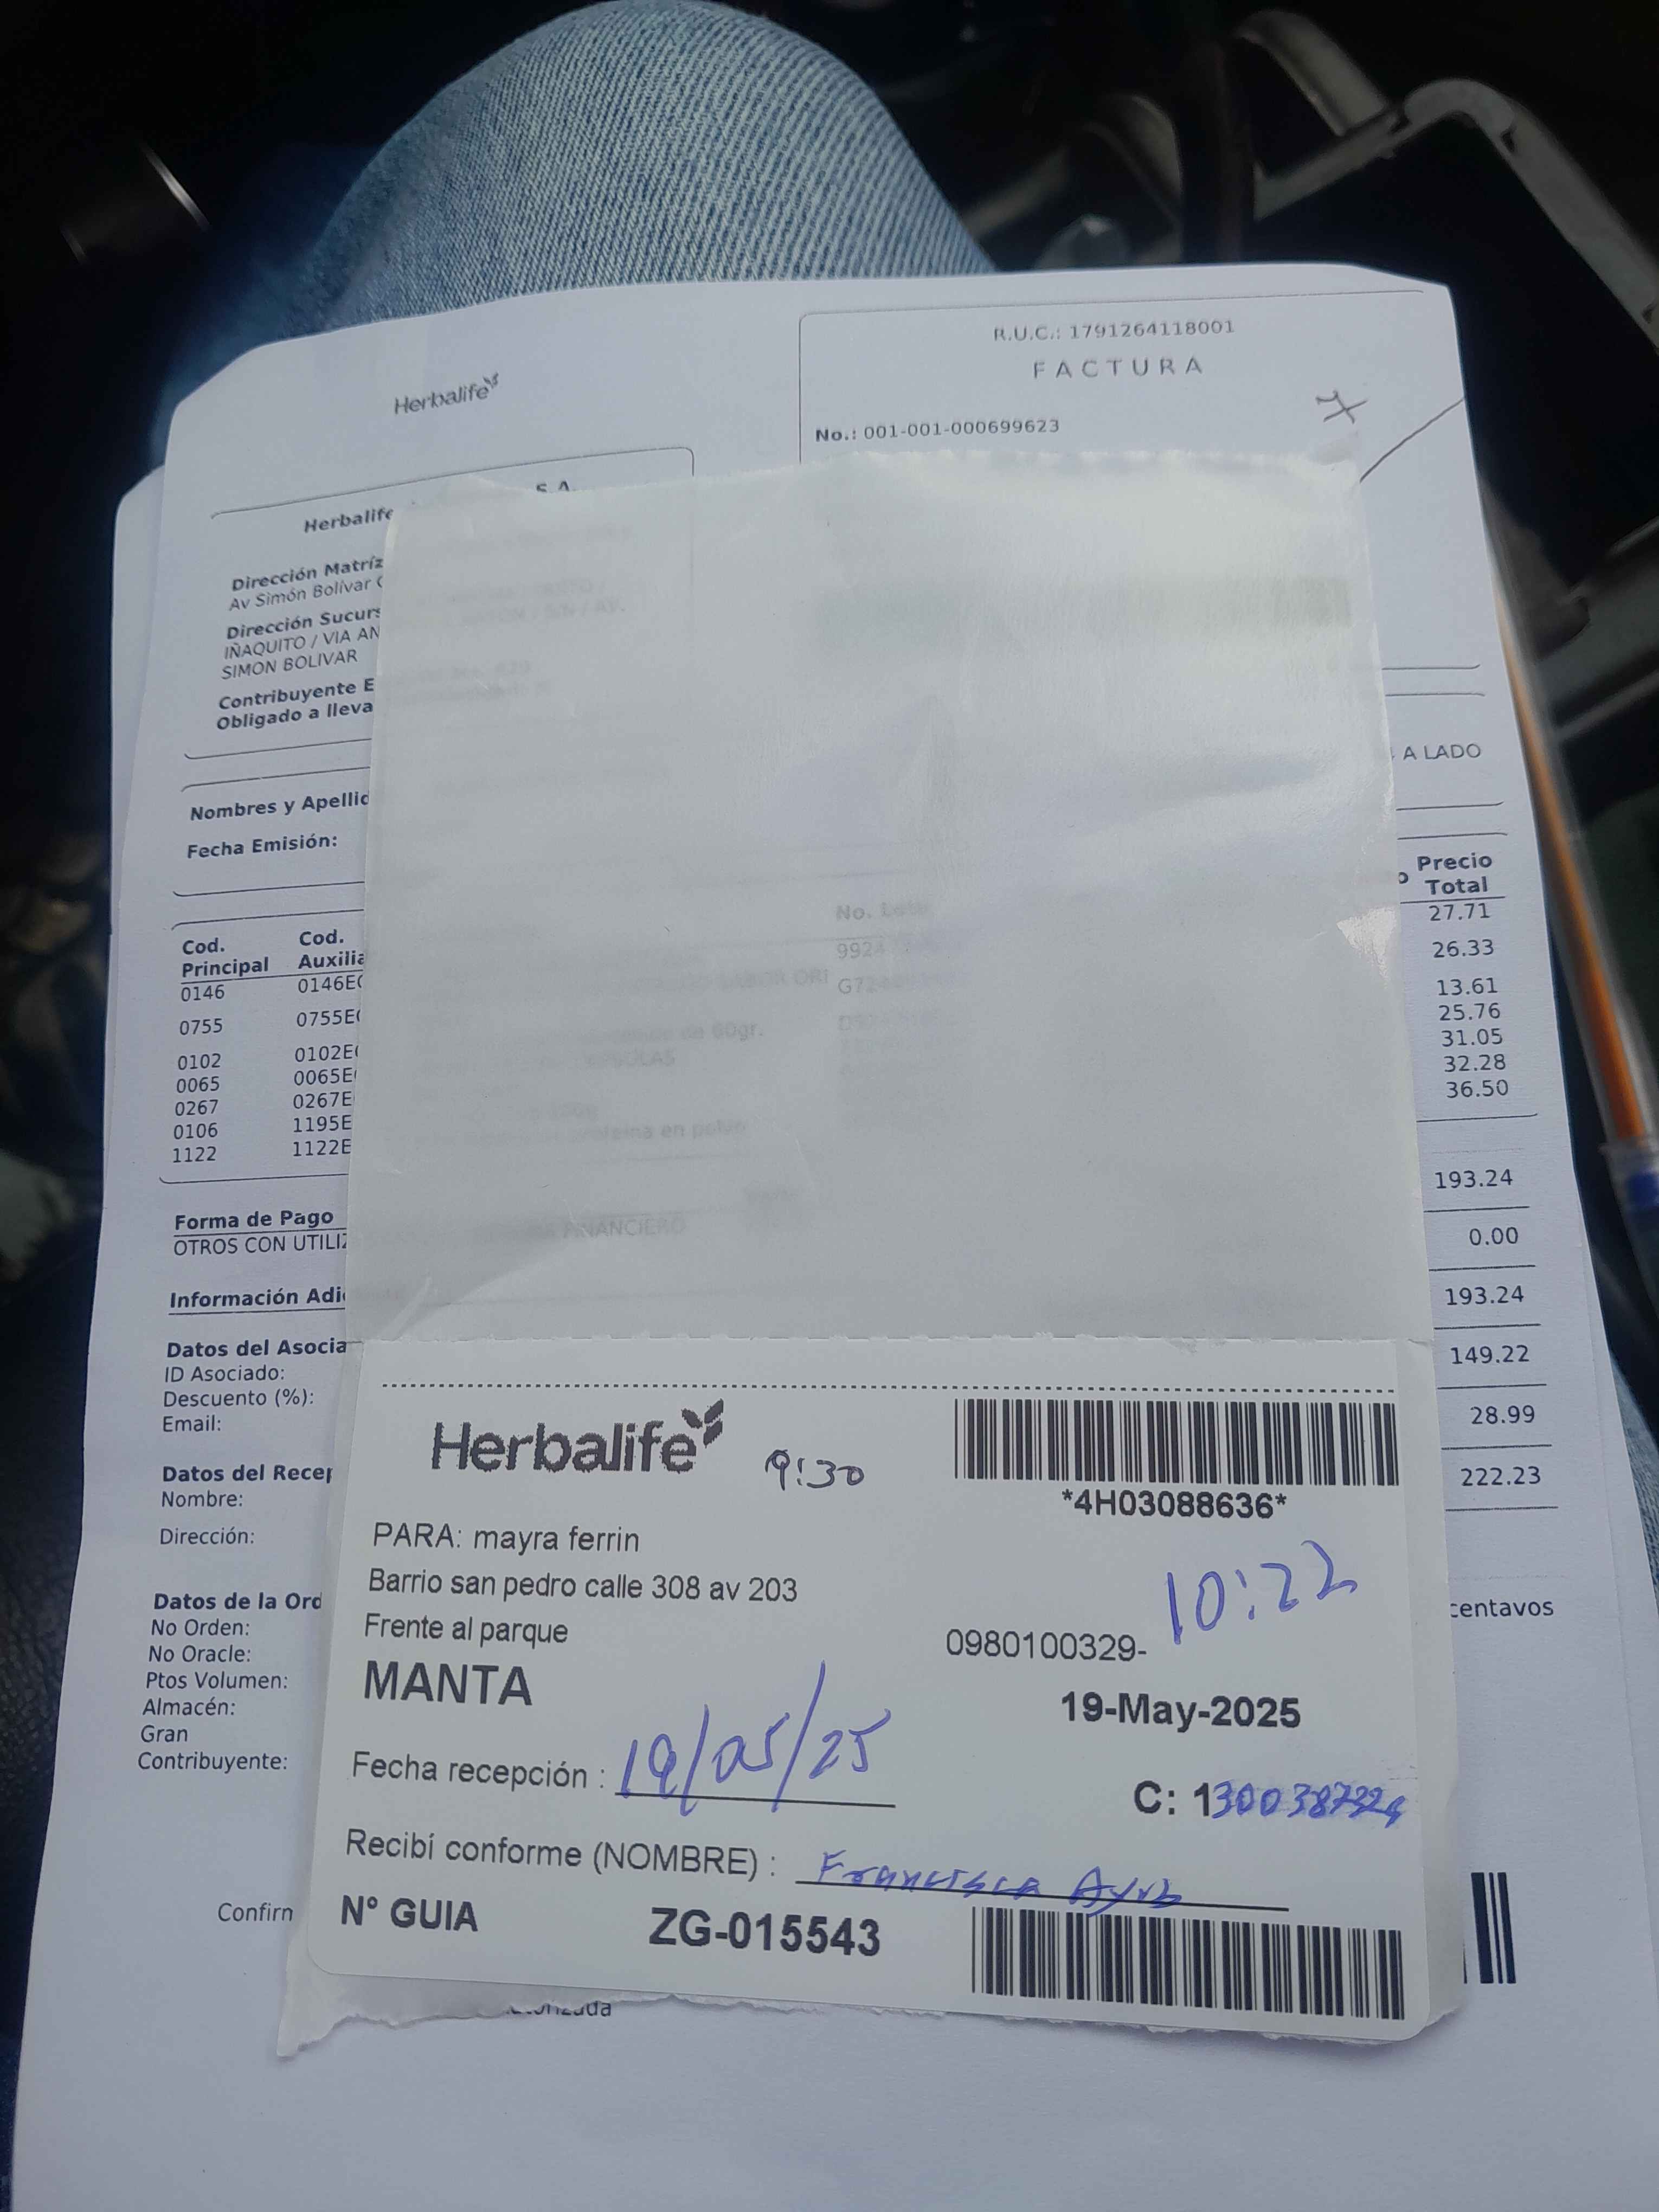 Herbalife
R.U.C.: 1791264118001
FACTURA
No.: 001-001-000699623
Herbalife S.A.
Dirección Matríz
Av Simón Bolívar
Dirección Sucurs
IÑAQUITO / VIA AN
SIMON BOLIVAR
Contribuyente E
Obligado a lleva
A LADO
Nombres y Apellid
Fecha Emisión:
Cod. Principal Cod. Auxilia Precio Total
0146 0146E 27.71
0755 0755E 26.33
0102 0102E 13.61
0065 0065E 25.76
0267 0267E 31.05
0106 1195E 32.28
1122 1122E 36.50
193.24
Forma de Pago
OTROS CON UTILIZ FINANCIERO
0.00
Información Adi
193.24
Datos del Asocia
149.22
ID Asociado:
Descuento (%):
28.99
Email:
Datos del Recep
222.23
Nombre:
Dirección:
Datos de la Ord
centavos
No Orden:
No Oracle:
Ptos Volumen:
Almacén:
Gran
Contribuyente:
Confirn
Herbalife 9:30
*4H03088636*
PARA: mayra ferrin
Barrio san pedro calle 308 av 203
10:22
Frente al parque
0980100329-
MANTA
19-May-2025
Fecha recepción : 19/05/25
C: 1
Recibí conforme (NOMBRE) : Francisca
N° GUIA ZG-015543